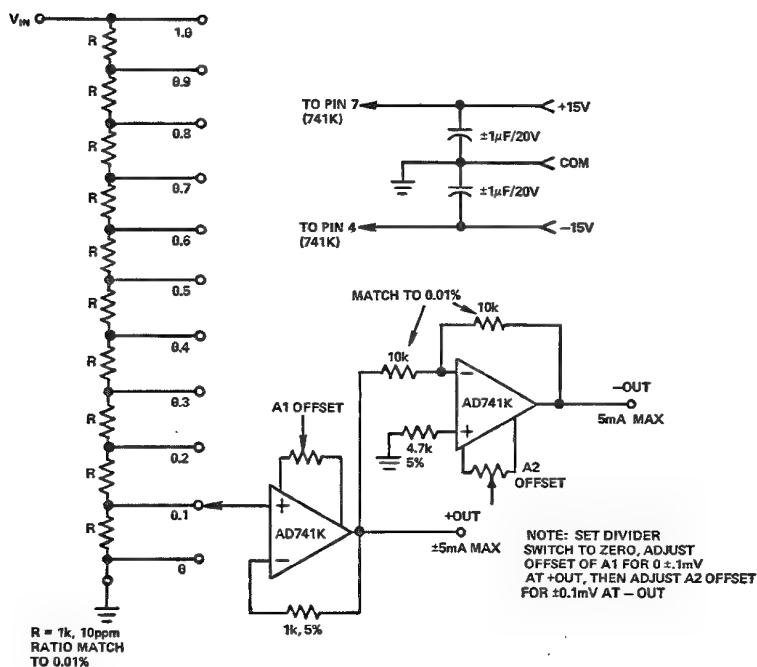 VIN
R
1.0
R
0.9
R
0.8
R
0.7
R
0.6
R
0.5
R
0.4
R
0.3
R
0.2
R
0.1
0
R = 1k, 10ppm
RATIO MATCH
TO 0.01%
TO PIN 7
(741K)
+15V
±1μF/20V
COM
±1μF/20V
TO PIN 4
(741K)
–15V
MATCH TO 0.01%
10k
10k
–
AD741K
+
–OUT
5mA MAX
4.7k
5%
A2
OFFSET
A1 OFFSET
+
AD741K
–
+OUT
±5mA MAX
1k, 5%
NOTE: SET DIVIDER
SWITCH TO ZERO, ADJUST
OFFSET OF A1 FOR 0 ±.1mV
AT +OUT, THEN ADJUST A2 OFFSET
FOR ±0.1mV AT – OUT